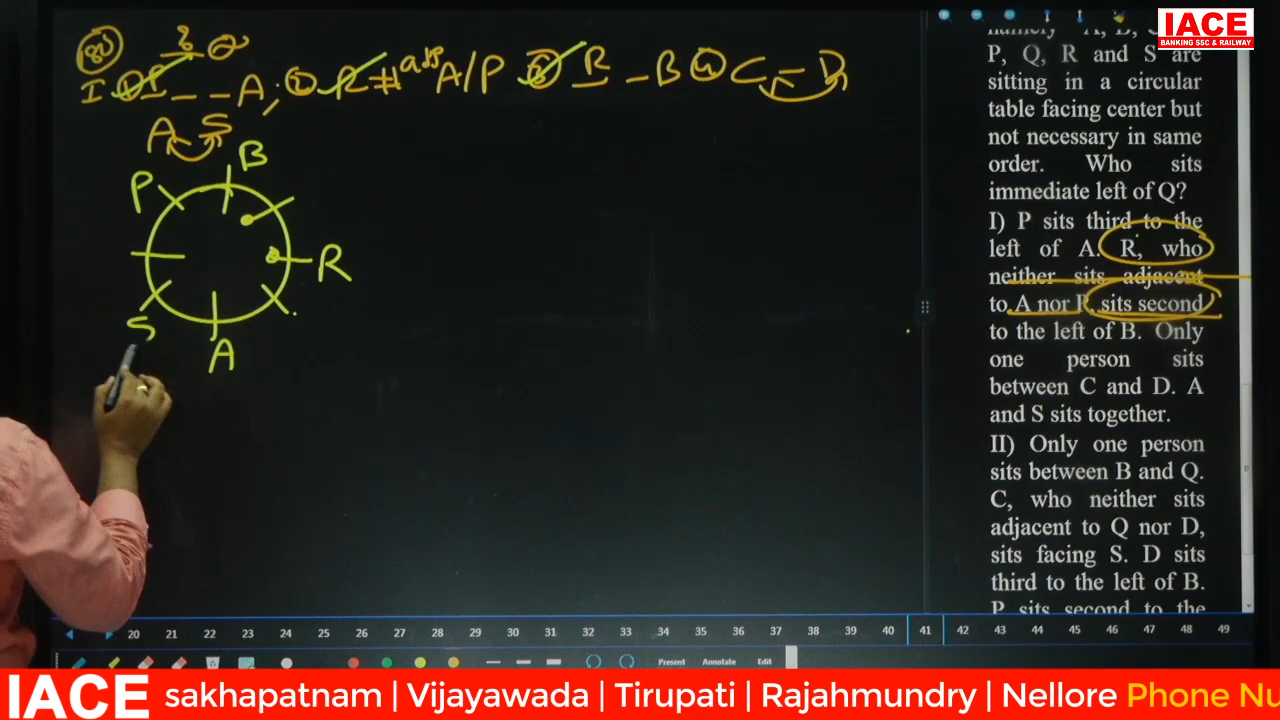 IACE
BANKING SSC & RAILWAY
P, Q, R and S are
sitting in a circular
table facing center but
not necessary in same
order. Who sits
immediate left of Q?
I) P sits third to the
left of A. R, who
neither sits adjacent
to A nor
sits second
to the left of B. Only
one person sits
between C and D. A
and S sits together.
II) Only one person
sits between B and Q.
C, who neither sits
adjacent to Q nor D,
sits facing S. D sits
third to the left of B.
P sits second to the
I
A;
R ≠ adj A/P
R _ B
C _ D
A S
B
P
R
S
A
20 21 22 23 24 25 26 27 28 29 30 31 32 33 34 35 36 37 38 39 40 41 42 43 44 45 46 47 48 49
Present Annotate Edit
IACE sakhapatnam | Vijayawada | Tirupati | Rajahmundry | Nellore Phone Nu